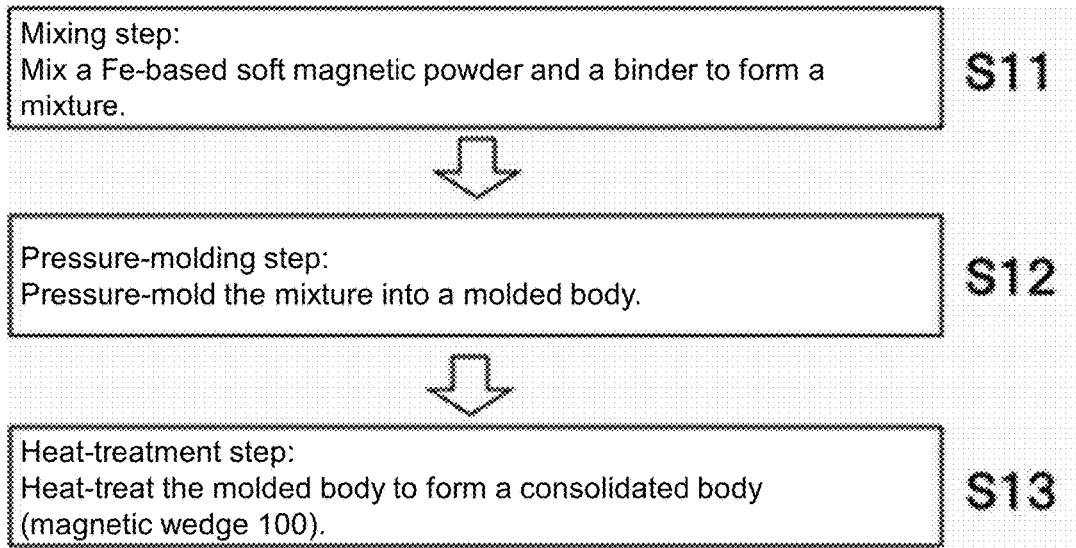 Mixing step:
Mix a Fe-based soft magnetic powder and a binder to form a
mixture.
S11
Pressure-molding step:
Pressure-mold the mixture into a molded body.
S12
Heat-treatment step:
Heat-treat the molded body to form a consolidated body
(magnetic wedge 100).
S13